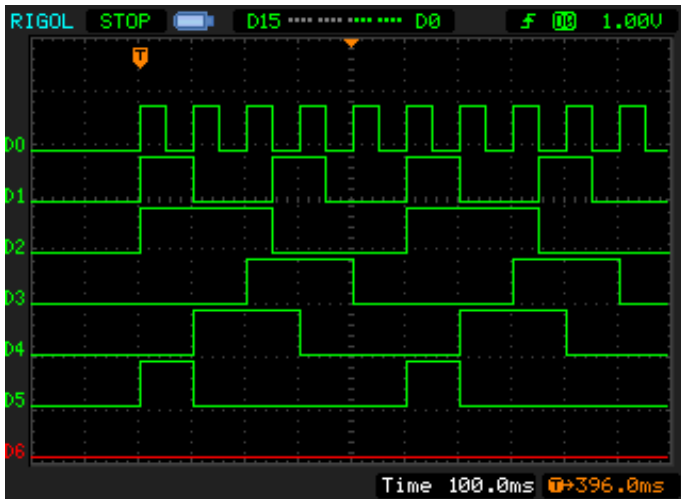 RIGOL STOP D15 D0 D0 1.00V
T
D0
D1
D2
D3
D4
D5
D6
Time 100.0ms T→396.0ms